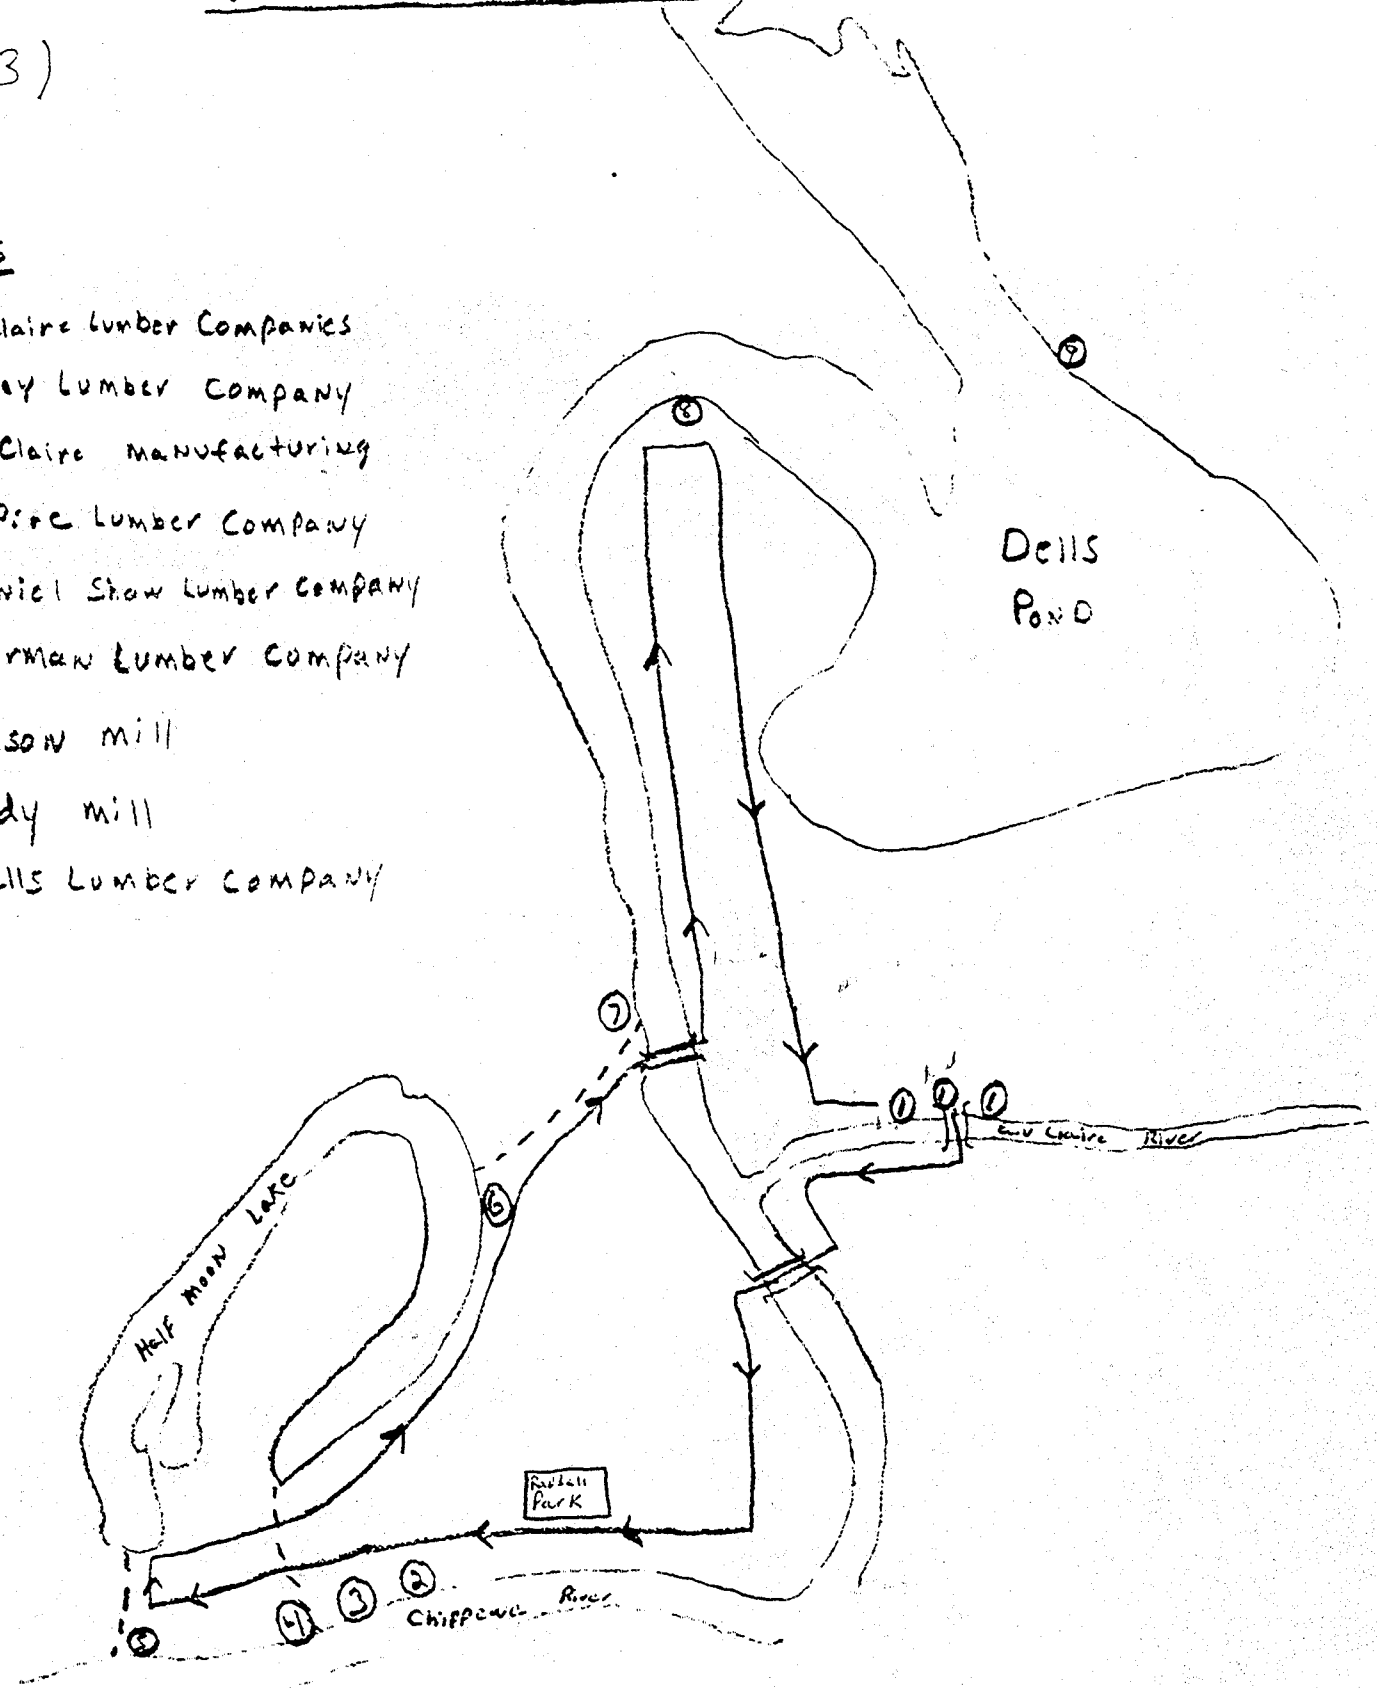 3)
s
laire Lumber Companies
ey Lumber Company
Claire Manufacturing
Pire Lumber Company
niel Shaw Lumber Company
rman Lumber Company
son mill
dy mill
lls Lumber Company
9
8
Dells
Pond
7
1 1 1
Claire River
6
Half Moon Lake
Park
2
3
4
Chippewa River
5